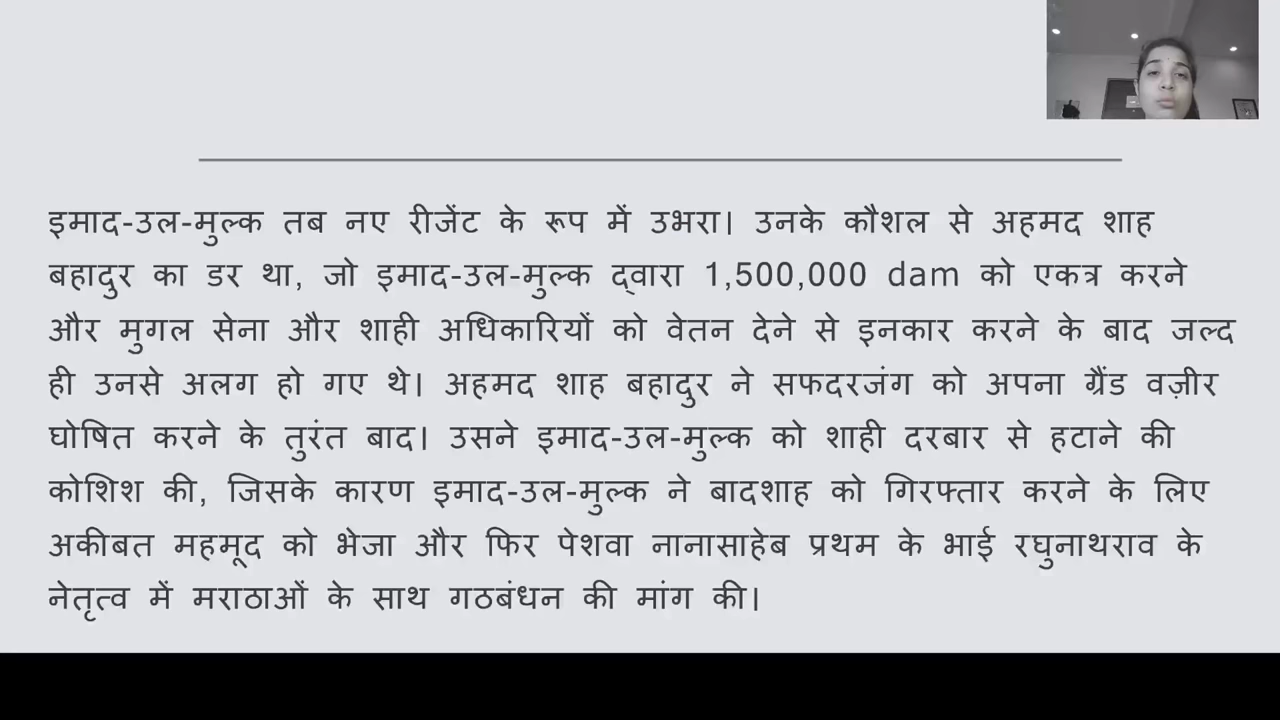 इमाद-उल-मुल्क तब नए रीजेंट के रूप में उभरा। उनके कौशल से अहमद शाह
बहादुर का डर था, जो इमाद-उल-मुल्क द्वारा 1,500,000 dam को एकत्र करने
और मुगल सेना और शाही अधिकारियों को वेतन देने से इनकार करने के बाद जल्द
ही उनसे अलग हो गए थे। अहमद शाह बहादुर ने सफदरजंग को अपना ग्रैंड वज़ीर
घोषित करने के तुरंत बाद। उसने इमाद-उल-मुल्क को शाही दरबार से हटाने की
कोशिश की, जिसके कारण इमाद-उल-मुल्क ने बादशाह को गिरफ्तार करने के लिए
अकीबत महमूद को भेजा और फिर पेशवा नानासाहेब प्रथम के भाई रघुनाथराव के
नेतृत्व में मराठाओं के साथ गठबंधन की मांग की।